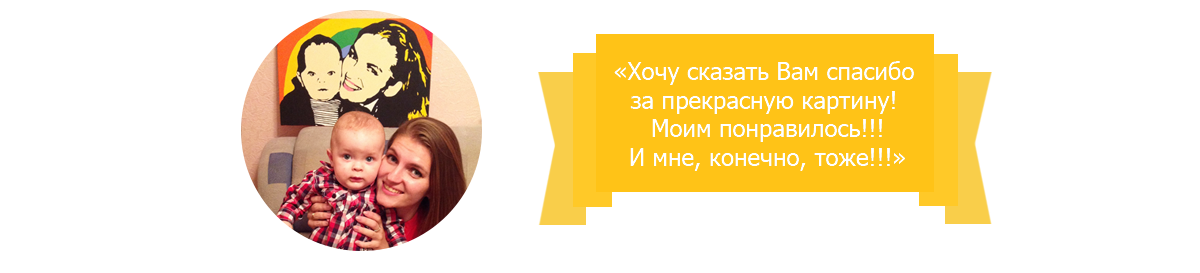 «Хочу сказать Вам спасибо
за прекрасную картину!
Моим понравилось!!!
И мне, конечно, тоже!!!»